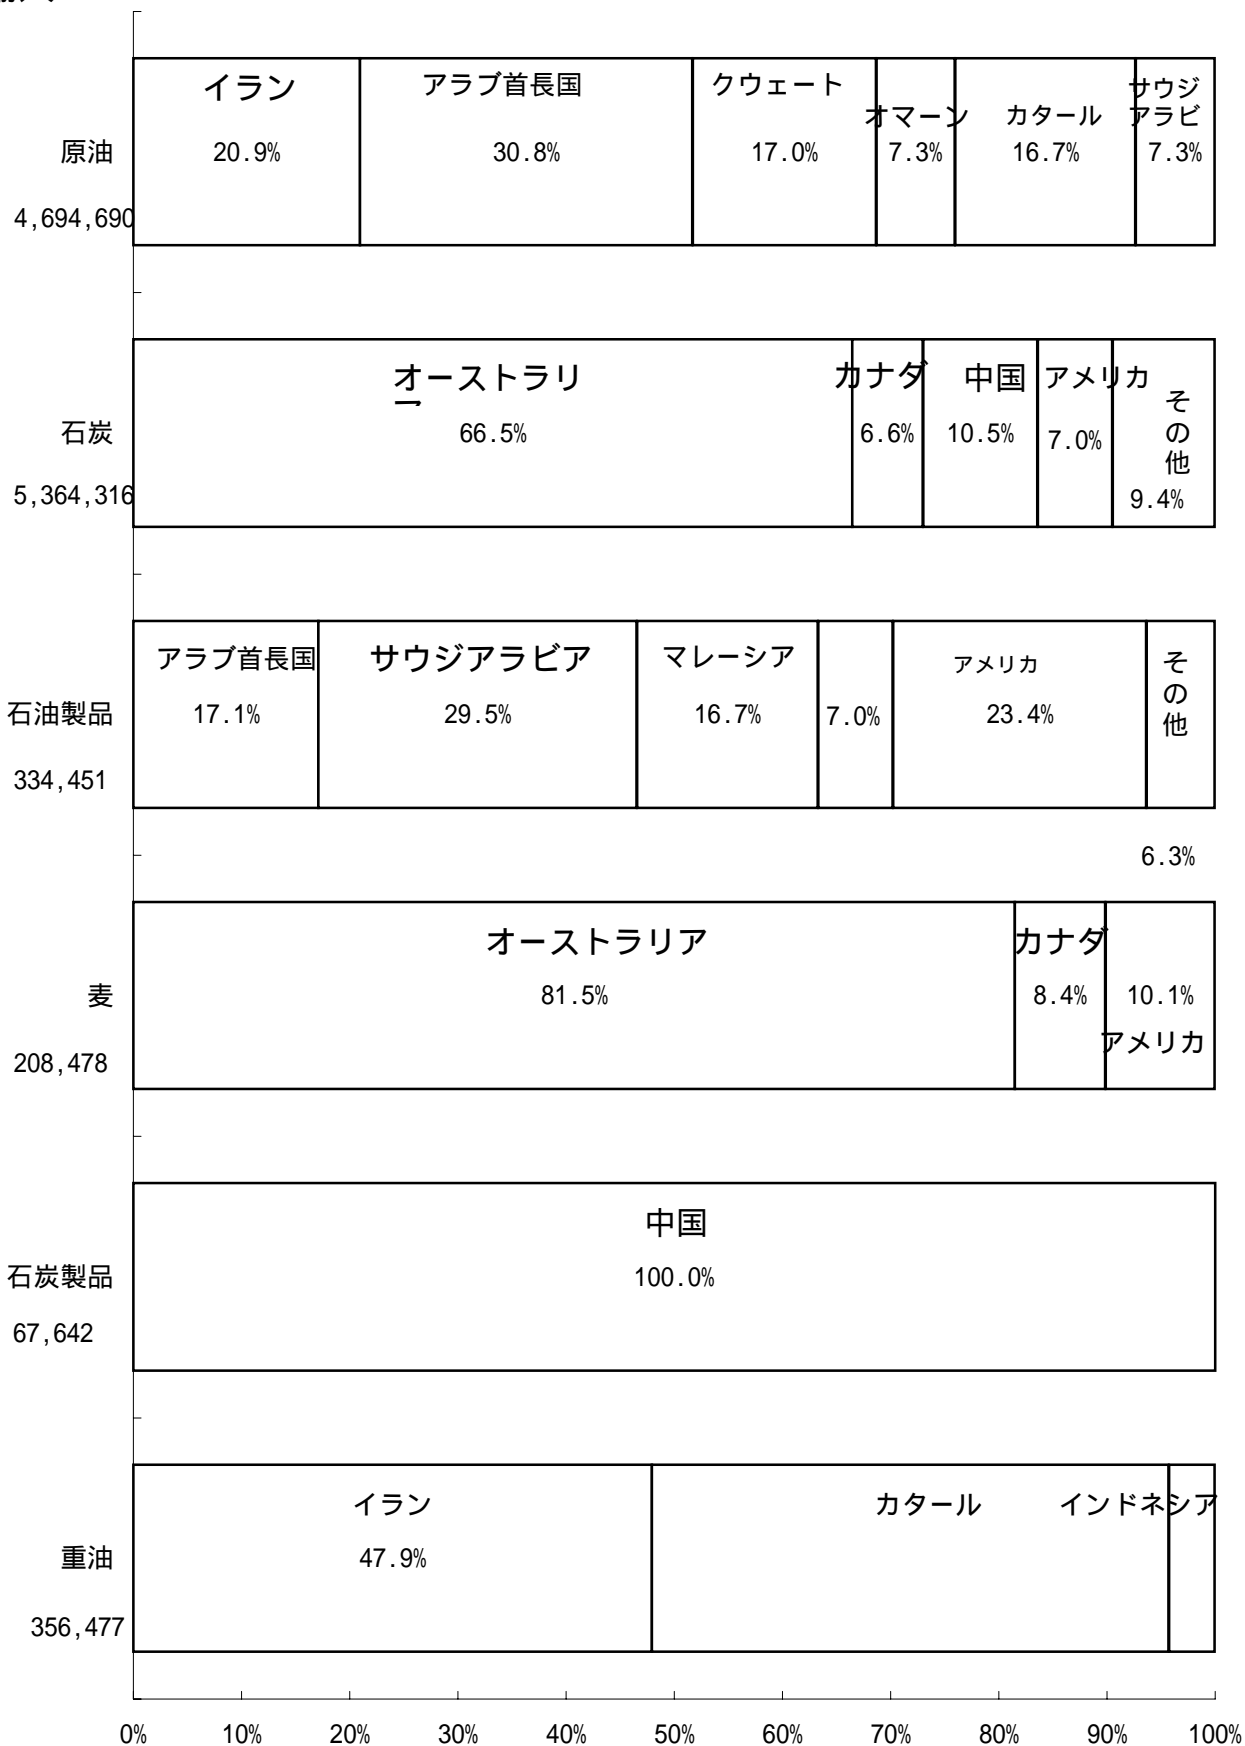 イラン
アラブ首長国
クウェート
オマーン
カタール
サウジ
アラビ
原油
20.9%
30.8%
17.0%
7.3%
16.7%
7.3%
4,694,690
オーストラリ
カナダ
中国
アメリカ
その他
石炭
66.5%
6.6%
10.5%
7.0%
9.4%
5,364,316
アラブ首長国
サウジアラビア
マレーシア
アメリカ
その他
石油製品
17.1%
29.5%
16.7%
7.0%
23.4%
334,451
6.3%
オーストラリア
カナダ
麦
81.5%
8.4%
10.1%
アメリカ
208,478
中国
石炭製品
100.0%
67,642
イラン
カタール
インドネシア
重油
47.9%
356,477
0% 10% 20% 30% 40% 50% 60% 70% 80% 90% 100%